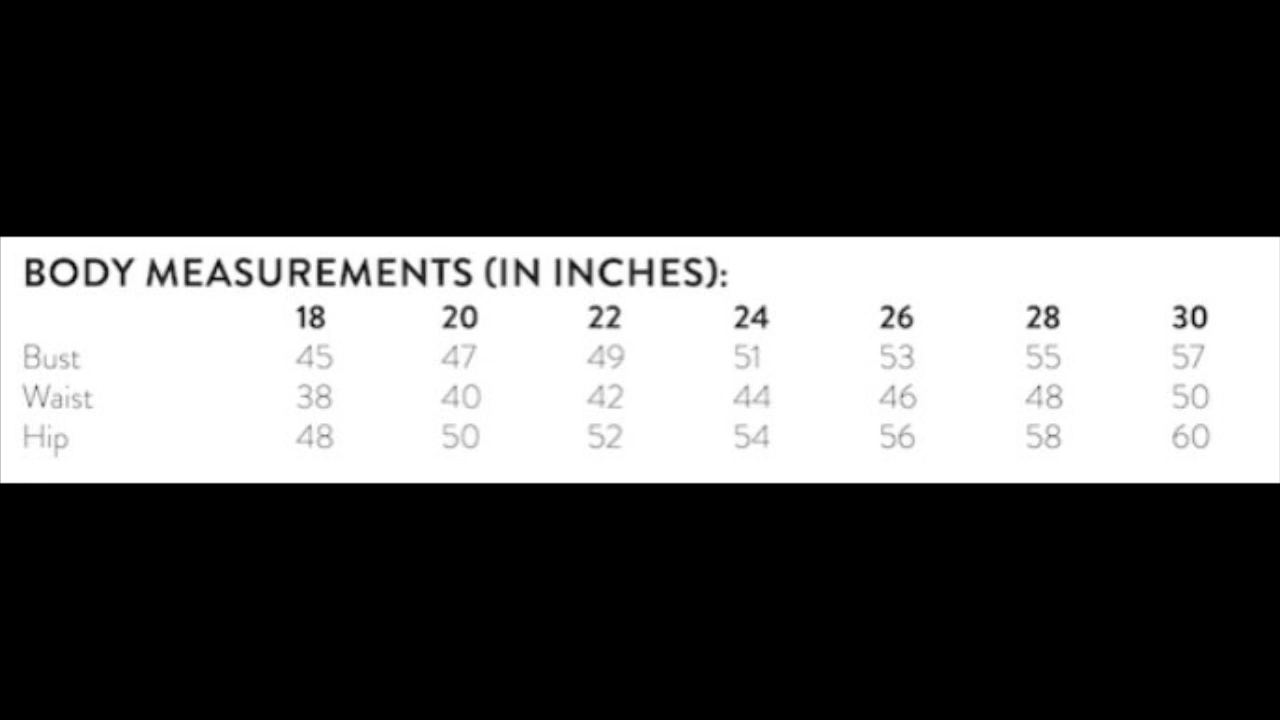 BODY MEASUREMENTS (IN INCHES):
18 20 22 24 26 28 30
Bust 45 47 49 51 53 55 57
Waist 38 40 42 44 46 48 50
Hip 48 50 52 54 56 58 60